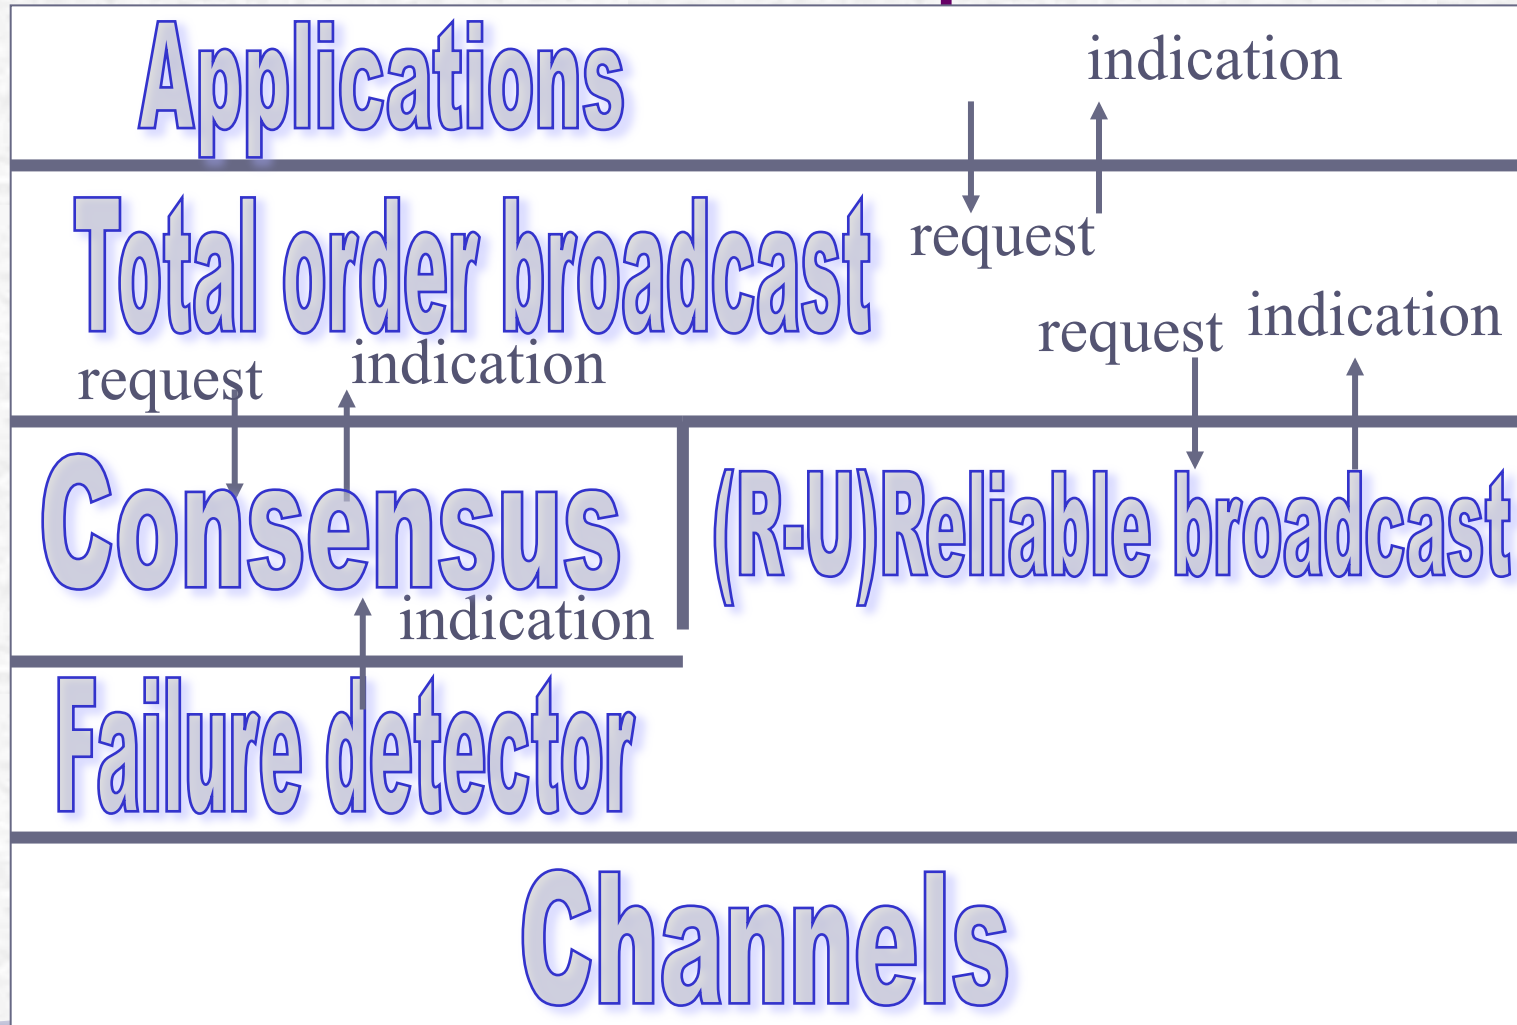 Applications
indication
request
Total order broadcast
request
indication
request
indication
Consensus
(R-U)Reliable broadcast
indication
Failure detector
Channels